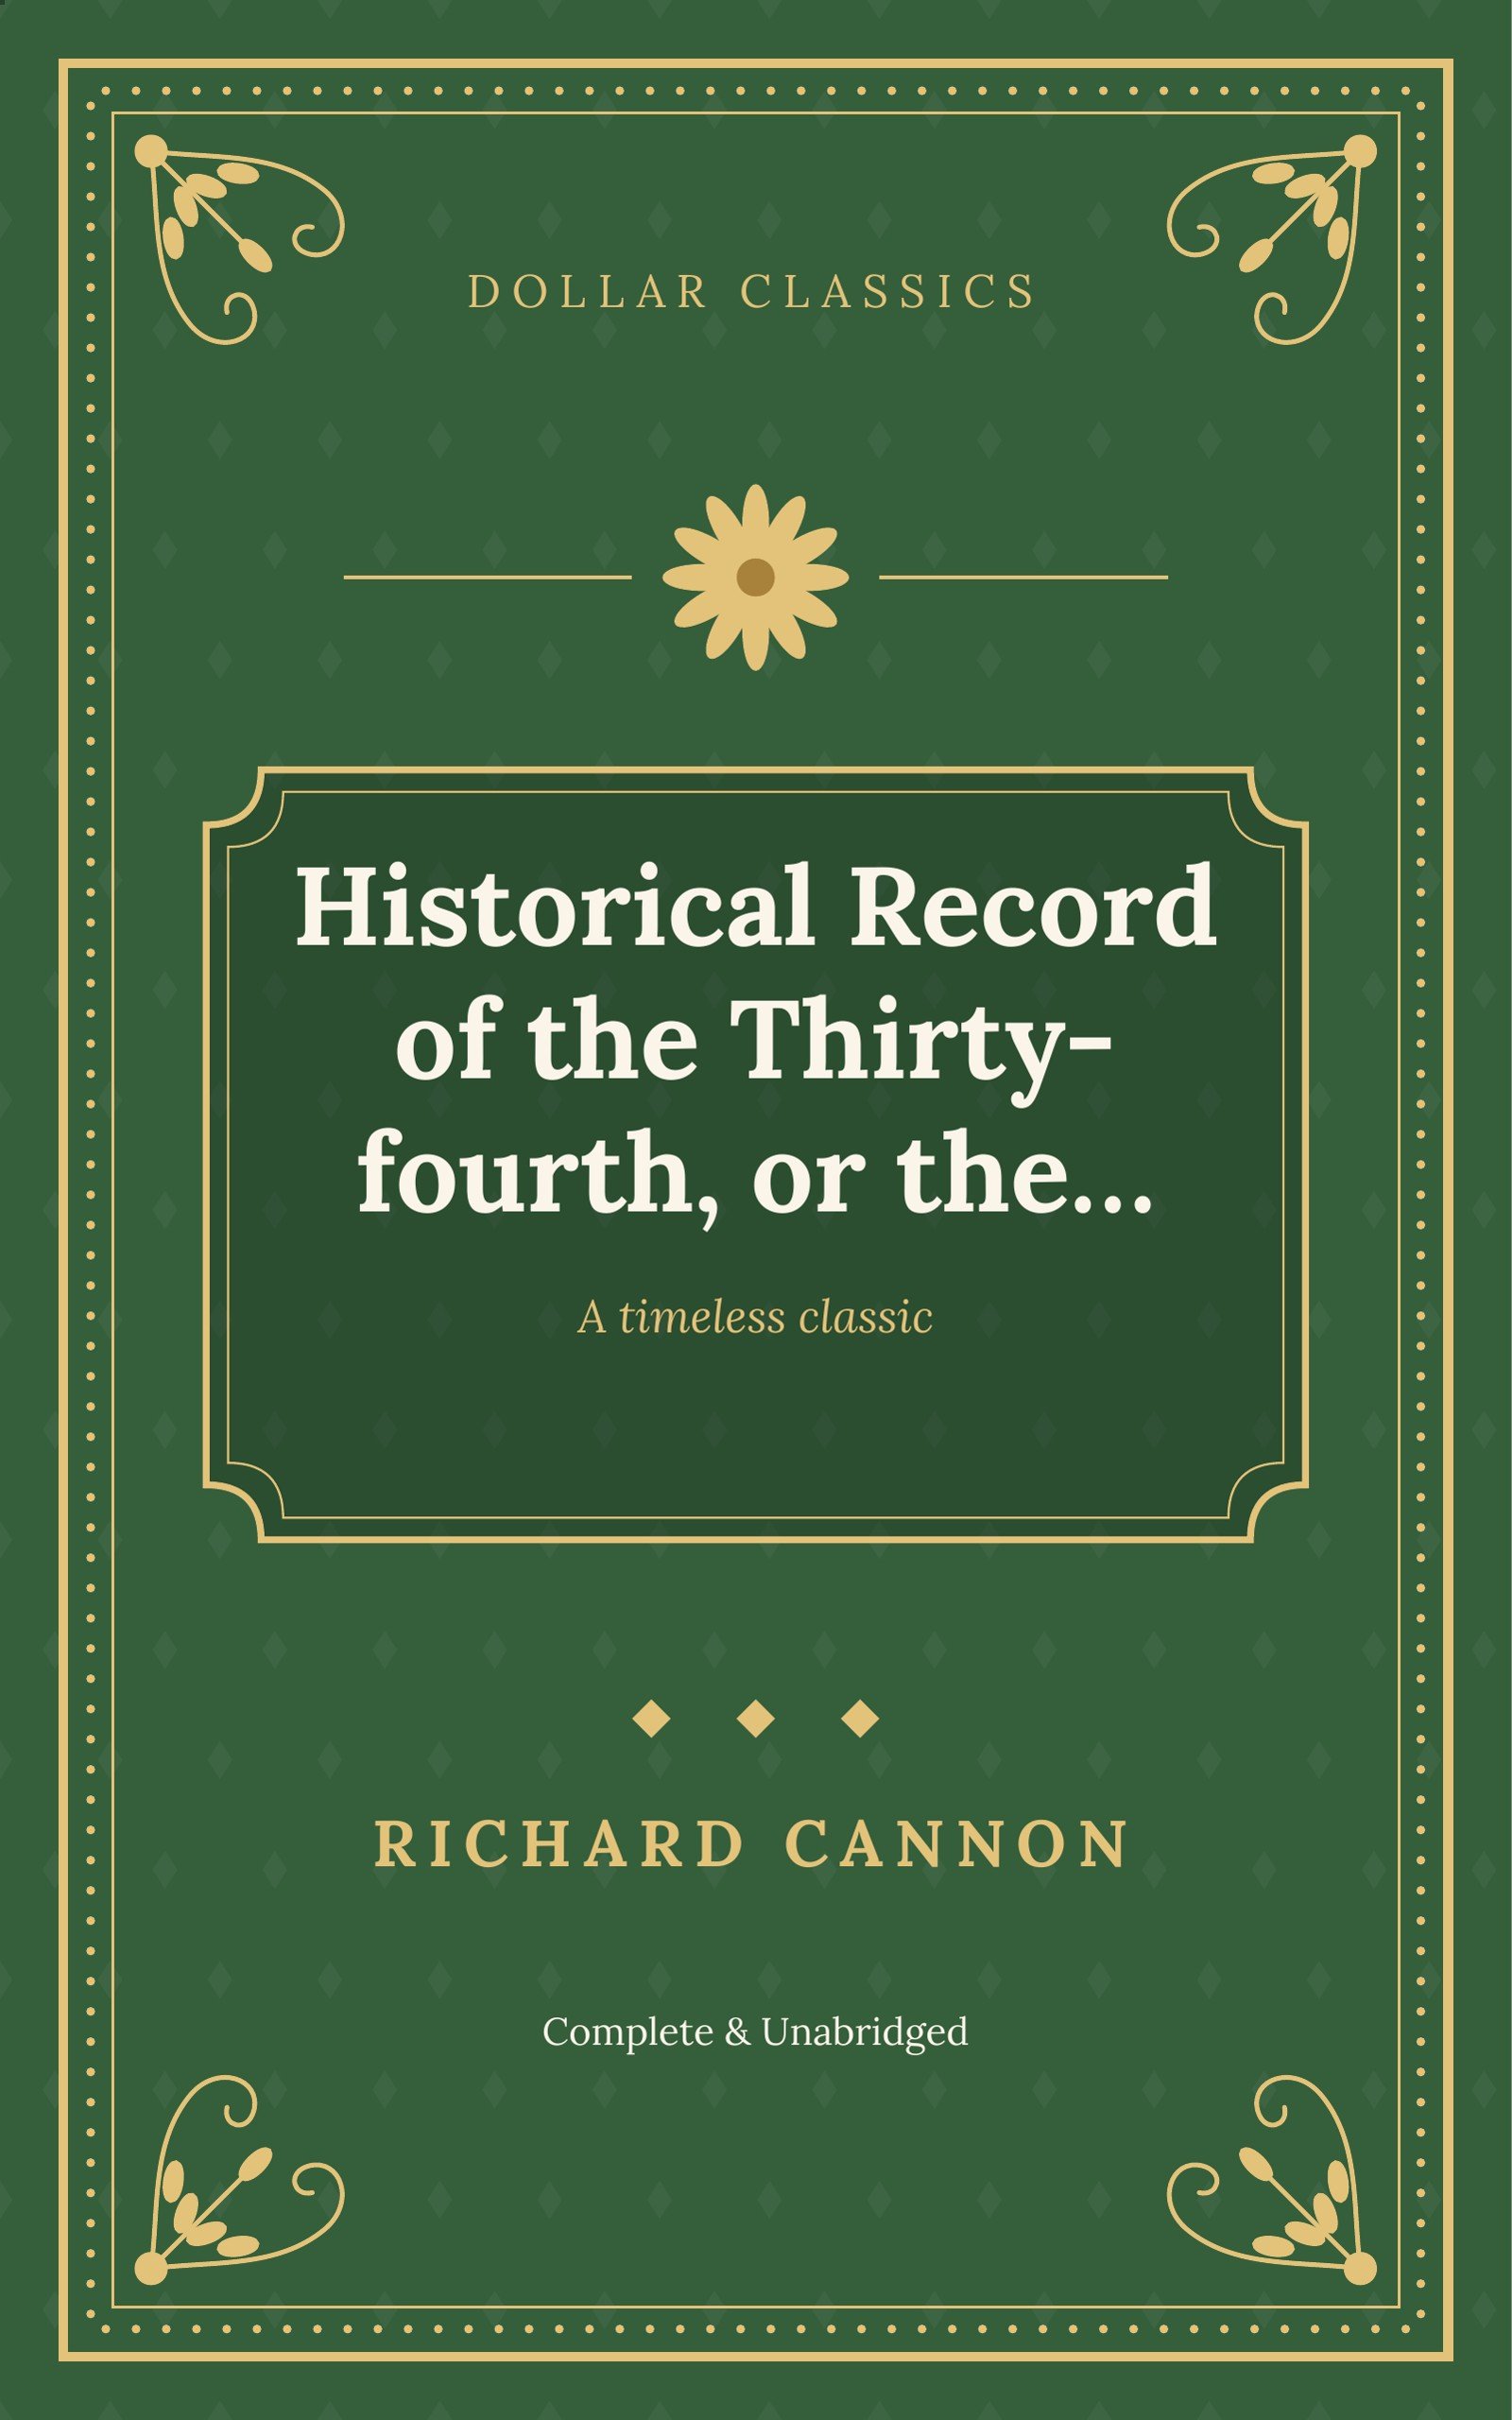 DOLLAR CLASSICS
Historical Record
of the Thirty-
fourth, or the...
A timeless classic
RICHARD CANNON
Complete & Unabridged